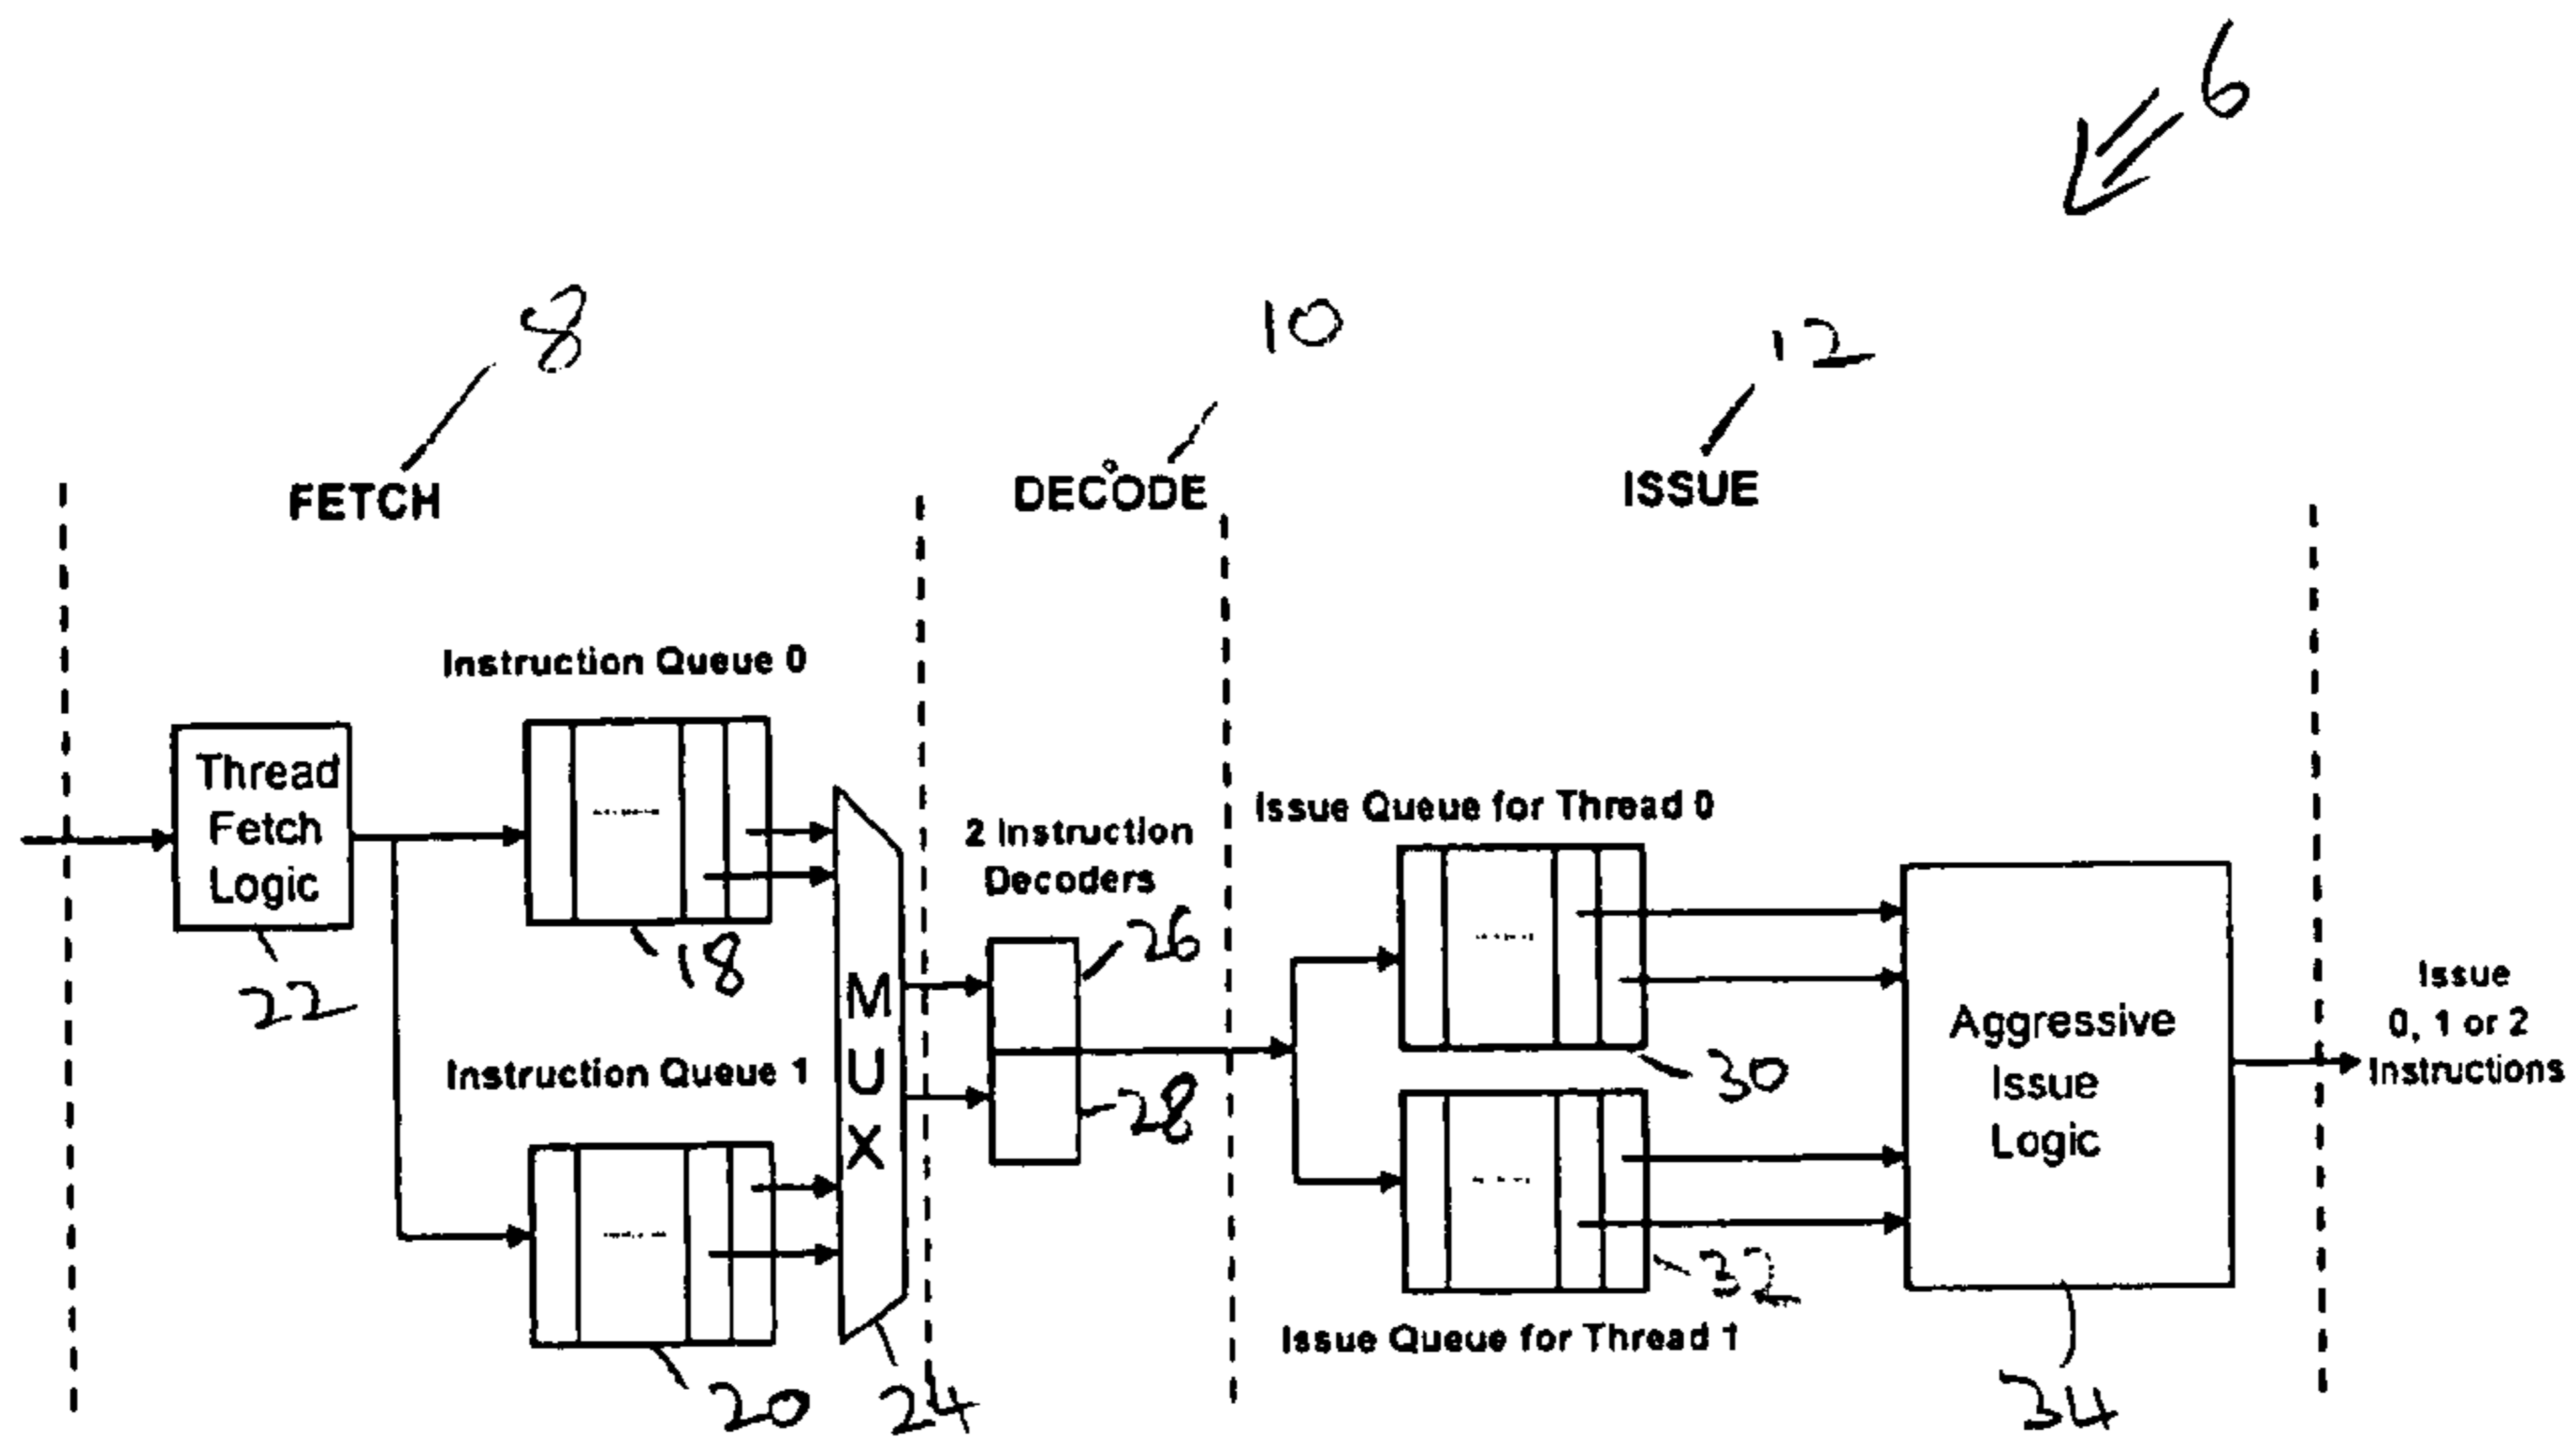 6
8
10
12
FETCH
DECODE
ISSUE
Instruction Queue 0
Thread
Fetch
Logic
22
18
Instruction Queue 1
20
M
U
X
24
2 Instruction
Decoders
26
28
Issue Queue for Thread 0
30
32
Issue Queue for Thread 1
Aggressive
Issue
Logic
34
Issue
0, 1 or 2
Instructions